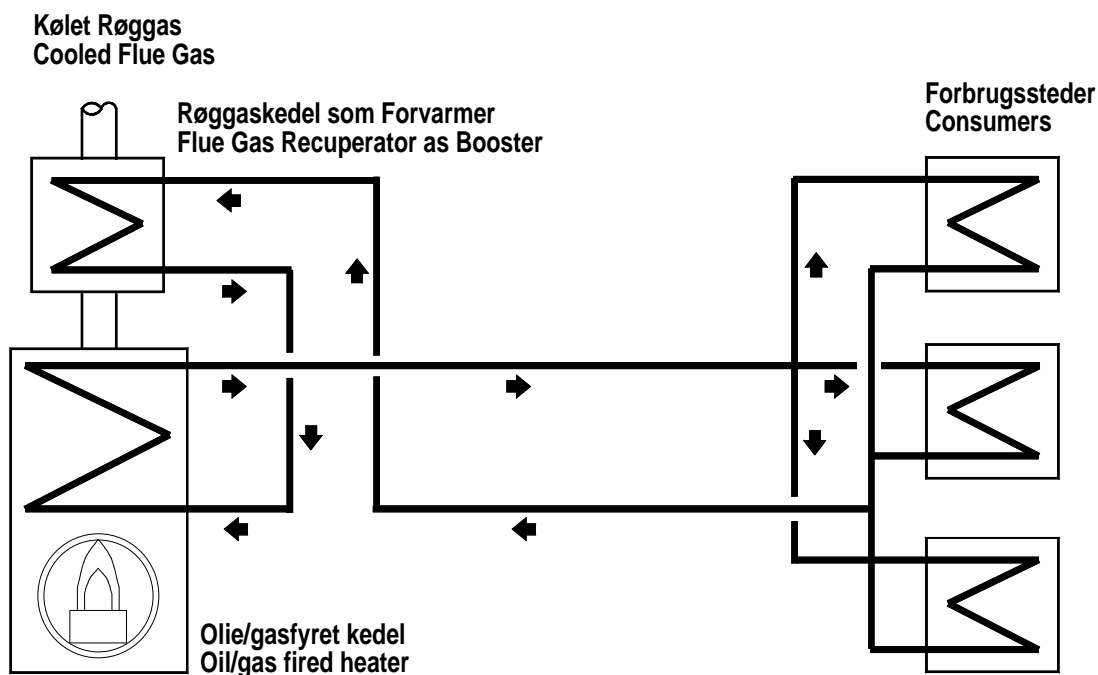 Kølet Røggas
Cooled Flue Gas
Røggaskedel som Forvarmer
Flue Gas Recuperator as Booster
Forbrugssteder
Consumers
Olie/gasfyret kedel
Oil/gas fired heater